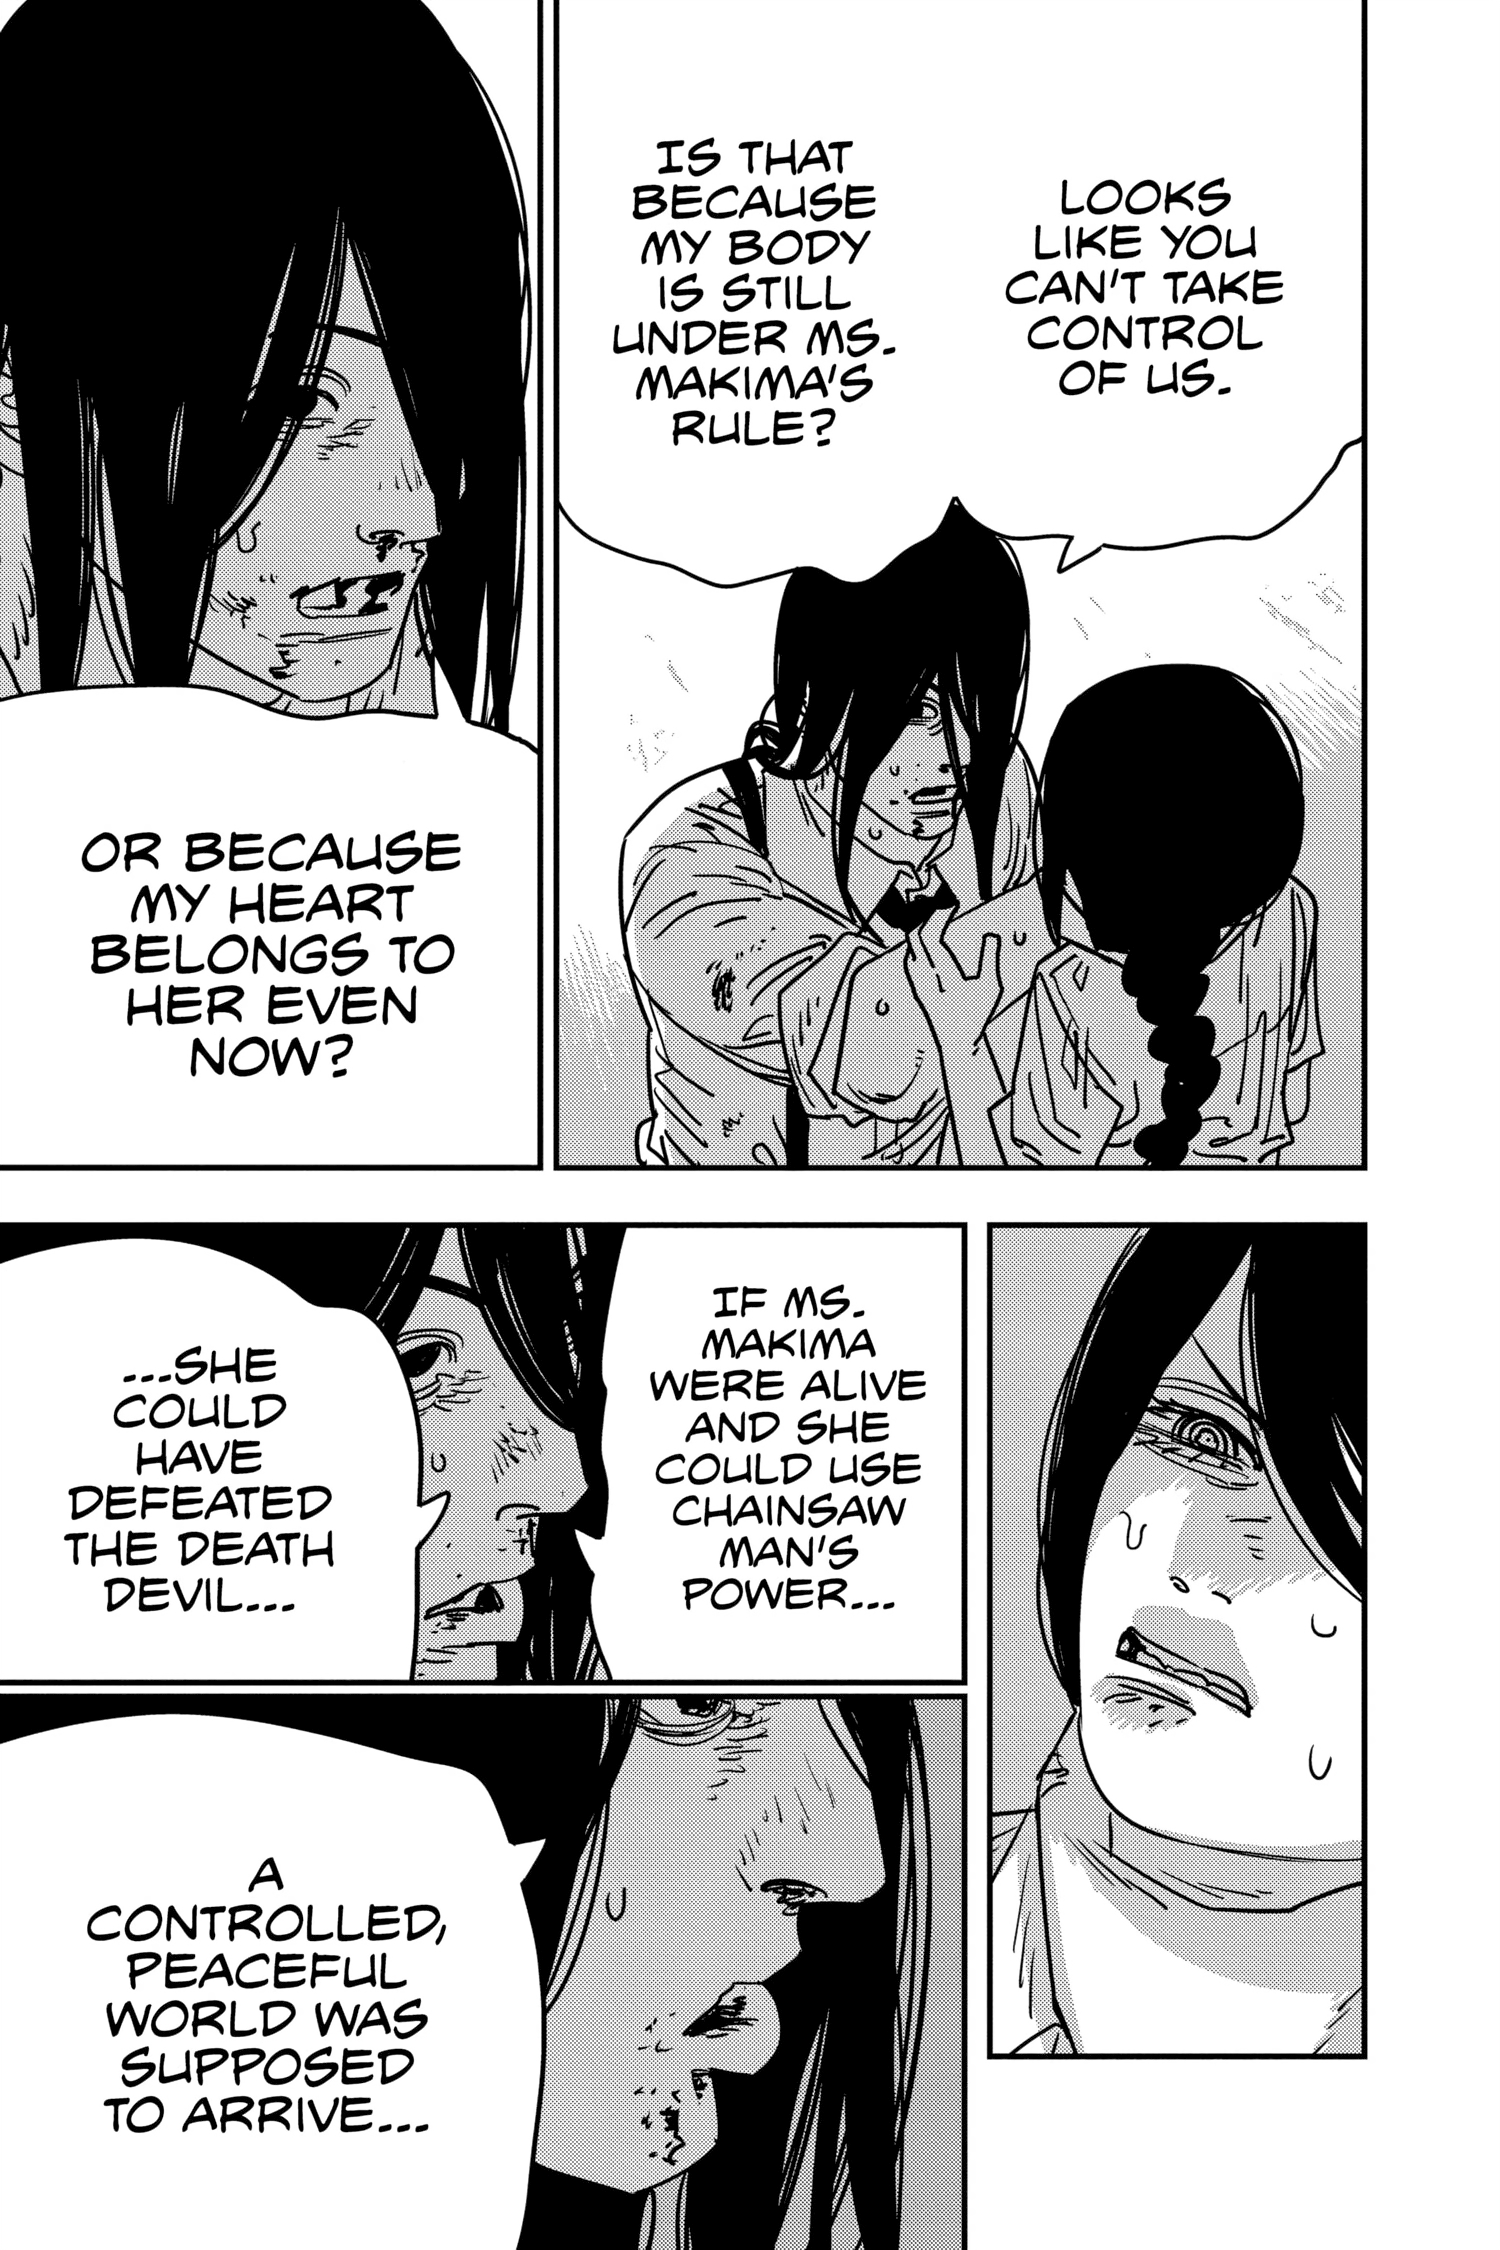 LOOKS
LIKE YOU
CAN'T TAKE
CONTROL
OF US.
IS THAT
BECAUSE
MY BODY
IS STILL
UNDER MS.
MAKIMA'S
RULE?
OR BECAUSE
MY HEART
BELONGS TO
HER EVEN
NOW?
IF MS.
MAKIMA
WERE ALIVE
AND SHE
COULD USE
CHAINSAW
MAN'S
POWER...
...SHE
COULD
HAVE
DEFEATED
THE DEATH
DEVIL...
A
CONTROLLED,
PEACEFUL
WORLD WAS
SUPPOSED
TO ARRIVE...